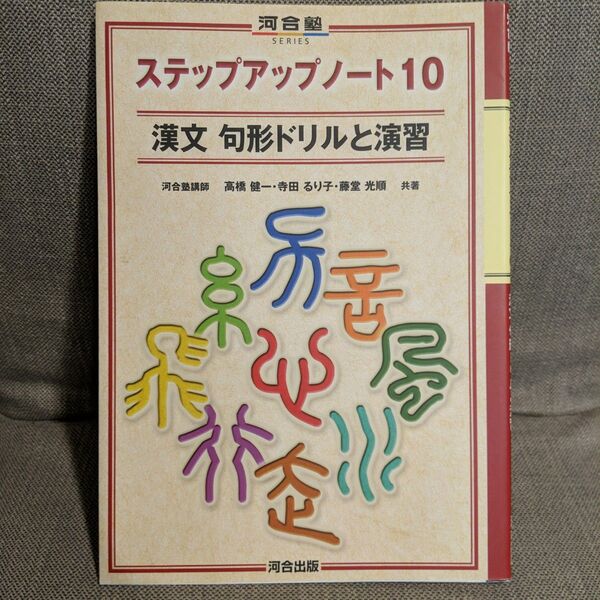 河合塾
SERIES
ステップアップノート10
漢文 句形ドリルと演習
河合塾講師 高橋 健一・寺田 るり子・藤堂 光順 共著
河合出版